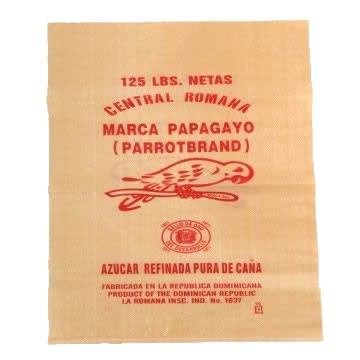 125 LBS. NETAS
CENTRAL ROMANA
MARCA PAPAGAYO
(PARROTBRAND)
AZUCAR REFINADA PURA DE CAÑA
FABRICADA EN LA REPUBLICA DOMINICANA
PRODUCT OF THE DOMINICAN REPUBLIC
LA ROMANA INSC. IND. No. 1637